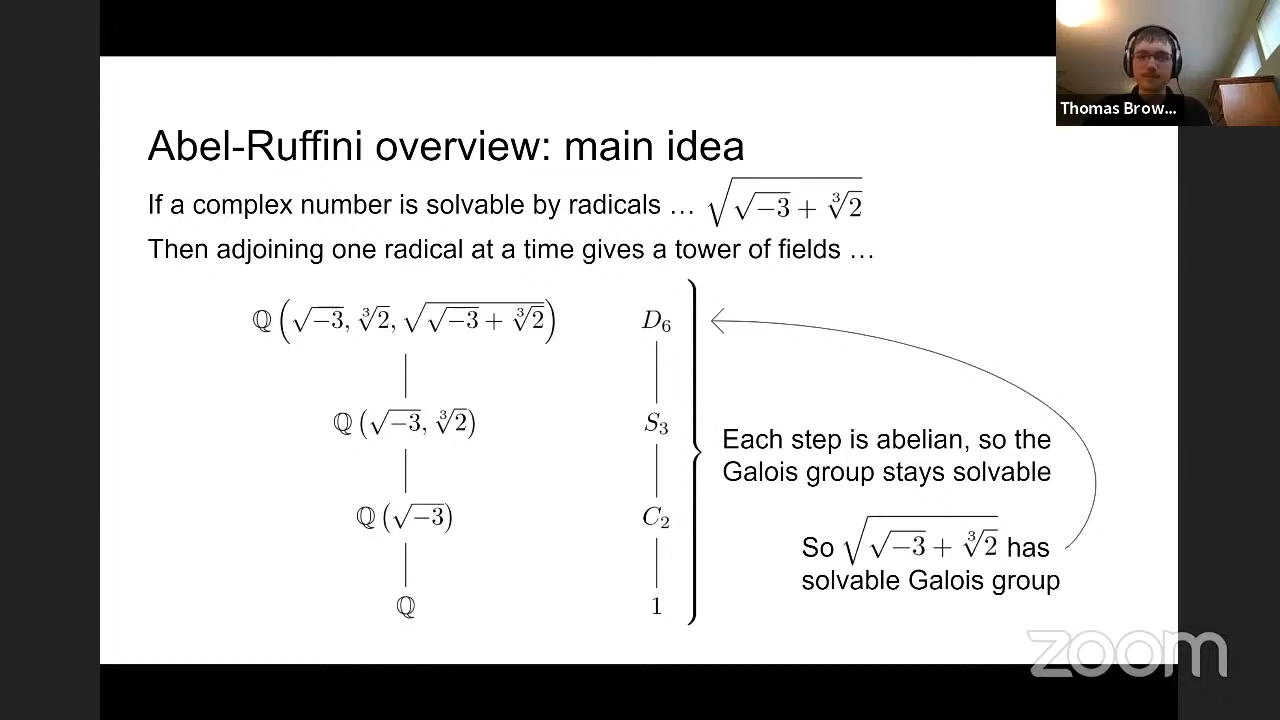 Thomas Brow...
Abel-Ruffini overview: main idea
If a complex number is solvable by radicals … √(√−3 + ∛2)
Then adjoining one radical at a time gives a tower of fields …
ℚ(√−3, ∛2, √(√−3 + ∛2))
D₆
ℚ(√−3, ∛2)
S₃
ℚ(√−3)
C₂
ℚ
1
Each step is abelian, so the
Galois group stays solvable
So √(√−3 + ∛2) has
solvable Galois group
zoom